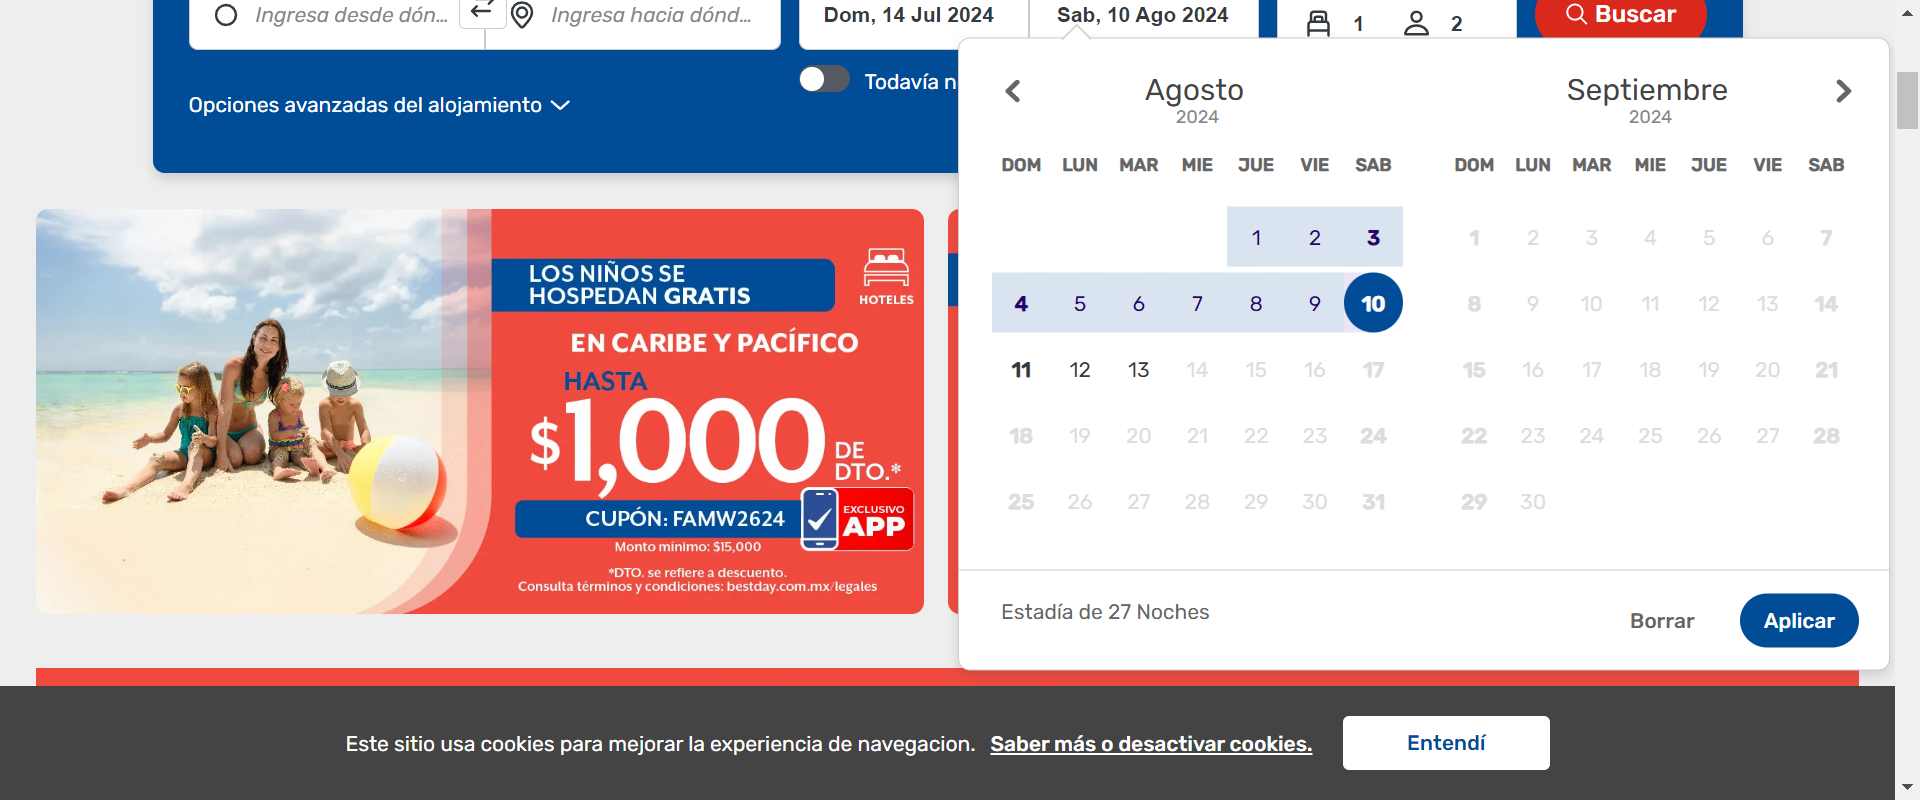 Ingresa desde dón...
Ingresa hacia dónd...
Dom, 14 Jul 2024
Sab, 10 Ago 2024
1
2
Buscar
Todavía n
Opciones avanzadas del alojamiento
LOS NIÑOS SE
HOSPEDAN GRATIS
HOTELES
EN CARIBE Y PACÍFICO
HASTA
$1,000 DE
DTO.*
CUPÓN: FAMW2624
EXCLUSIVO
APP
Monto mínimo: $15,000
*DTO. se refiere a descuento.
Consulta términos y condiciones: bestday.com.mx/legales
Agosto
2024
DOM LUN MAR MIE JUE VIE SAB
1 2 3
4 5 6 7 8 9 10
11 12 13 14 15 16 17
18 19 20 21 22 23 24
25 26 27 28 29 30 31
Septiembre
2024
DOM LUN MAR MIE JUE VIE SAB
1 2 3 4 5 6 7
8 9 10 11 12 13 14
15 16 17 18 19 20 21
22 23 24 25 26 27 28
29 30
Estadía de 27 Noches
Borrar
Aplicar
Este sitio usa cookies para mejorar la experiencia de navegacion. Saber más o desactivar cookies.
Entendí